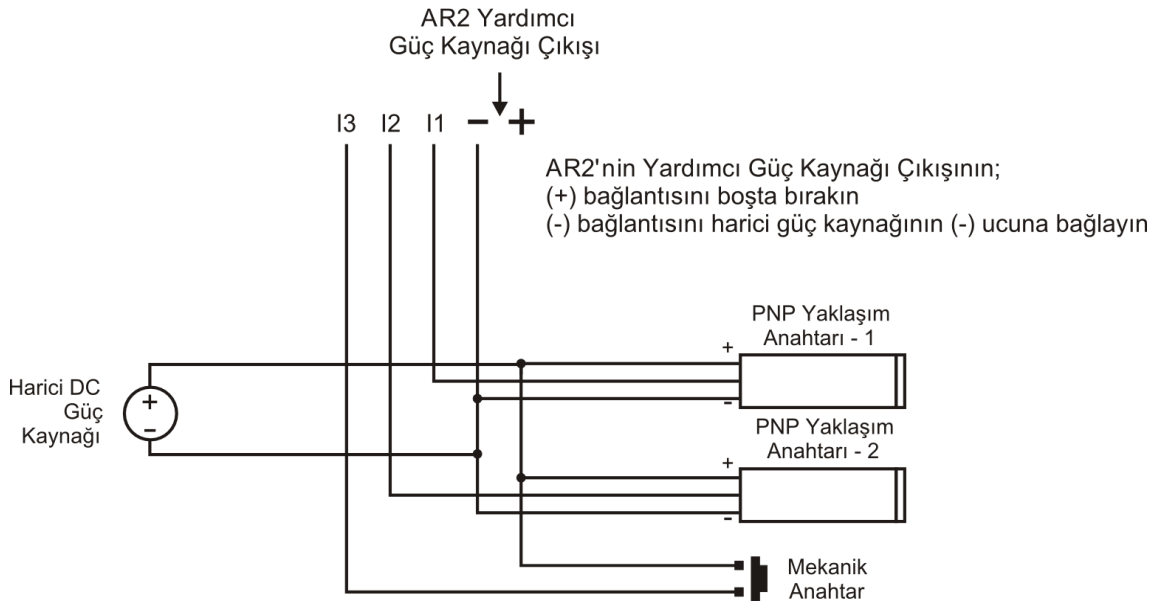 AR2 Yardımcı
Güç Kaynağı Çıkışı
I3 I2 I1 − +
AR2'nin Yardımcı Güç Kaynağı Çıkışının;
(+) bağlantısını boşta bırakın
(-) bağlantısını harici güç kaynağının (-) ucuna bağlayın
PNP Yaklaşım
Anahtarı - 1
+
-
Harici DC
Güç
Kaynağı
+
−
PNP Yaklaşım
Anahtarı - 2
+
-
Mekanik
Anahtar